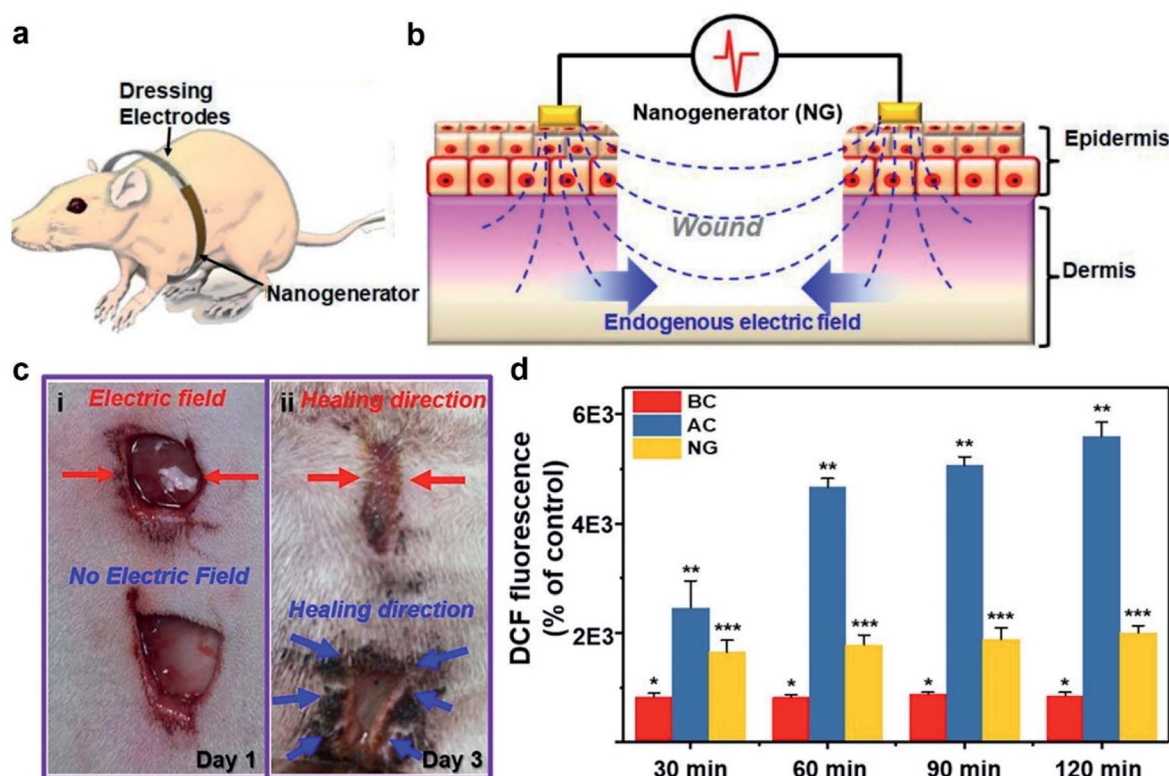 a
Dressing
Electrodes
Nanogenerator
b
Nanogenerator (NG)
Epidermis
Wound
Dermis
Endogenous electric field
c
i
Electric field
No Electric Field
Day 1
ii
Healing direction
Healing direction
Day 3
d
DCF fluorescence
(% of control)
6E3
4E3
2E3
BC
AC
NG
*
**
***
*
**
***
*
**
***
*
**
***
30 min
60 min
90 min
120 min